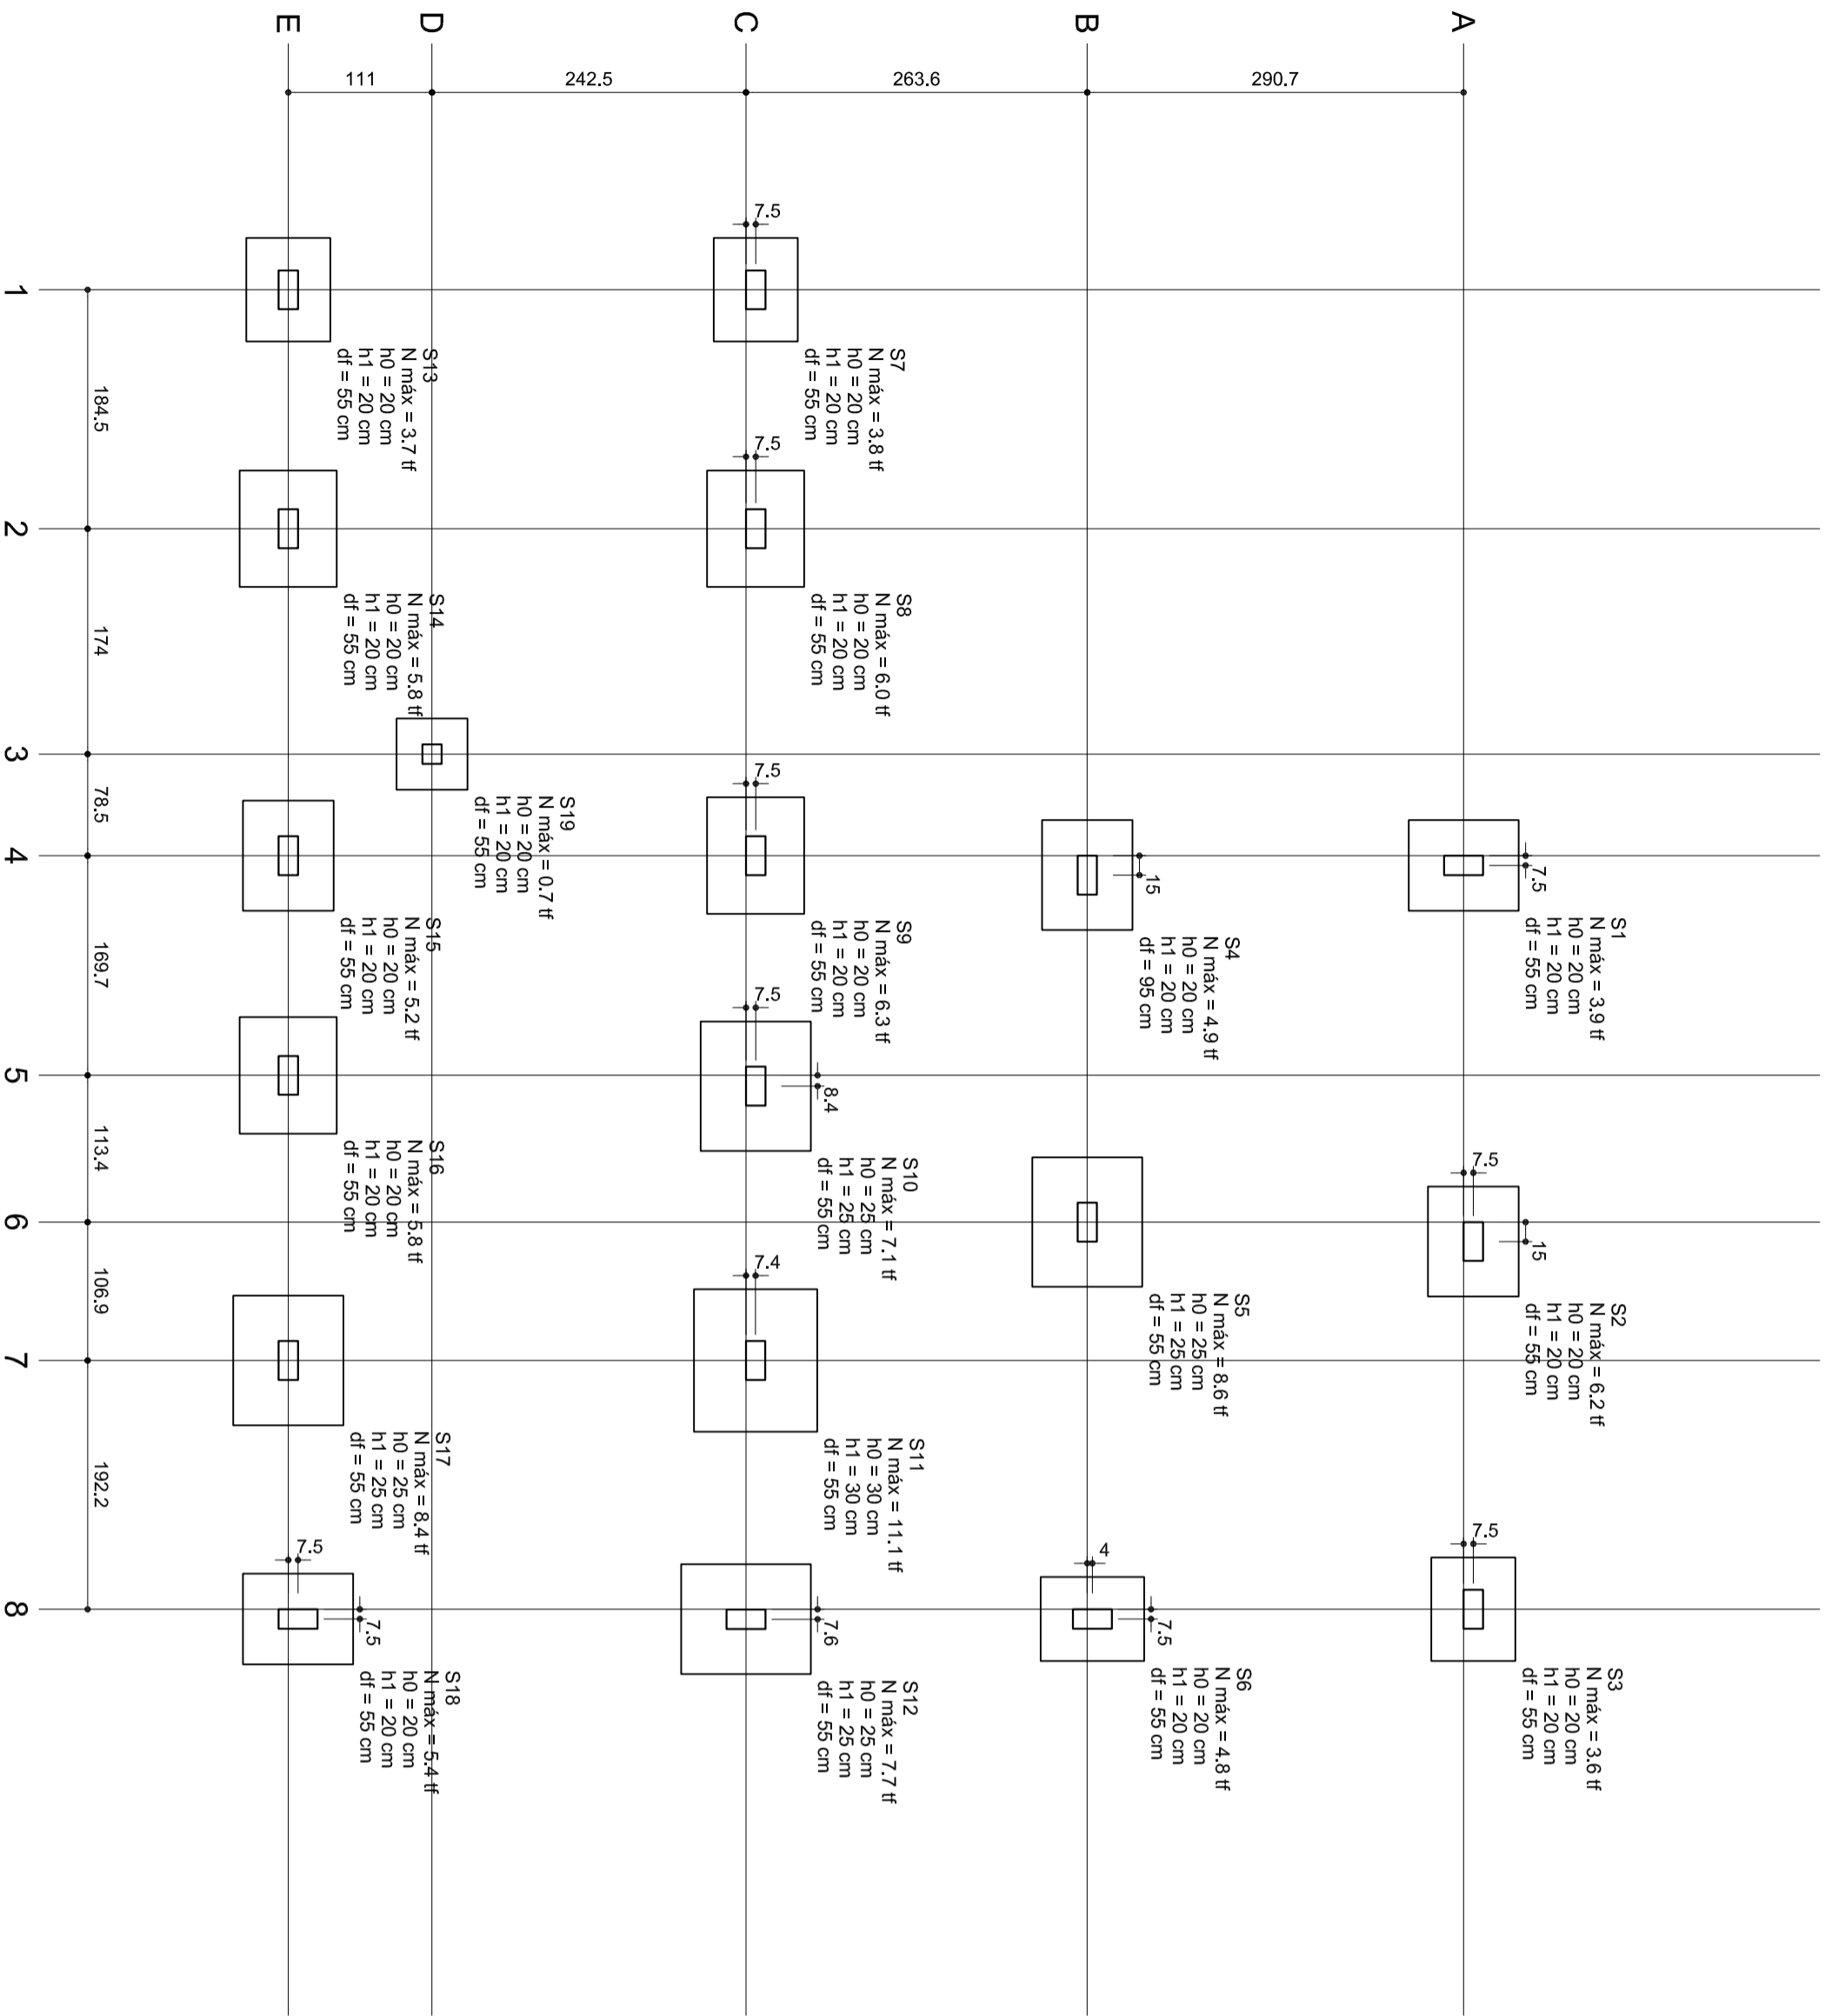 A
B
C
D
E
290.7
263.6
242.5
111
1
2
3
4
5
6
7
8
184.5
174
78.5
169.7
113.4
106.9
192.2
7.5
S1
N máx = 3.9 tf
h0 = 20 cm
h1 = 20 cm
df = 55 cm
7.5
15
S2
N máx = 6.2 tf
h0 = 20 cm
h1 = 20 cm
df = 55 cm
7.5
S3
N máx = 3.6 tf
h0 = 20 cm
h1 = 20 cm
df = 55 cm
15
S4
N máx = 4.9 tf
h0 = 20 cm
h1 = 20 cm
df = 95 cm
S5
N máx = 8.6 tf
h0 = 25 cm
h1 = 25 cm
df = 55 cm
4
7.5
S6
N máx = 4.8 tf
h0 = 20 cm
h1 = 20 cm
df = 55 cm
7.5
S7
N máx = 3.8 tf
h0 = 20 cm
h1 = 20 cm
df = 55 cm
7.5
S8
N máx = 6.0 tf
h0 = 20 cm
h1 = 20 cm
df = 55 cm
7.5
S9
N máx = 6.3 tf
h0 = 20 cm
h1 = 20 cm
df = 55 cm
7.5
8.4
S10
N máx = 7.1 tf
h0 = 25 cm
h1 = 25 cm
df = 55 cm
7.4
S11
N máx = 11.1 tf
h0 = 30 cm
h1 = 30 cm
df = 55 cm
7.6
S12
N máx = 7.7 tf
h0 = 25 cm
h1 = 25 cm
df = 55 cm
S19
N máx = 0.7 tf
h0 = 20 cm
h1 = 20 cm
df = 55 cm
S13
N máx = 3.7 tf
h0 = 20 cm
h1 = 20 cm
df = 55 cm
S14
N máx = 5.8 tf
h0 = 20 cm
h1 = 20 cm
df = 55 cm
S15
N máx = 5.2 tf
h0 = 20 cm
h1 = 20 cm
df = 55 cm
S16
N máx = 5.8 tf
h0 = 20 cm
h1 = 20 cm
df = 55 cm
S17
N máx = 8.4 tf
h0 = 25 cm
h1 = 25 cm
df = 55 cm
7.5
7.5
S18
N máx = 5.4 tf
h0 = 20 cm
h1 = 20 cm
df = 55 cm